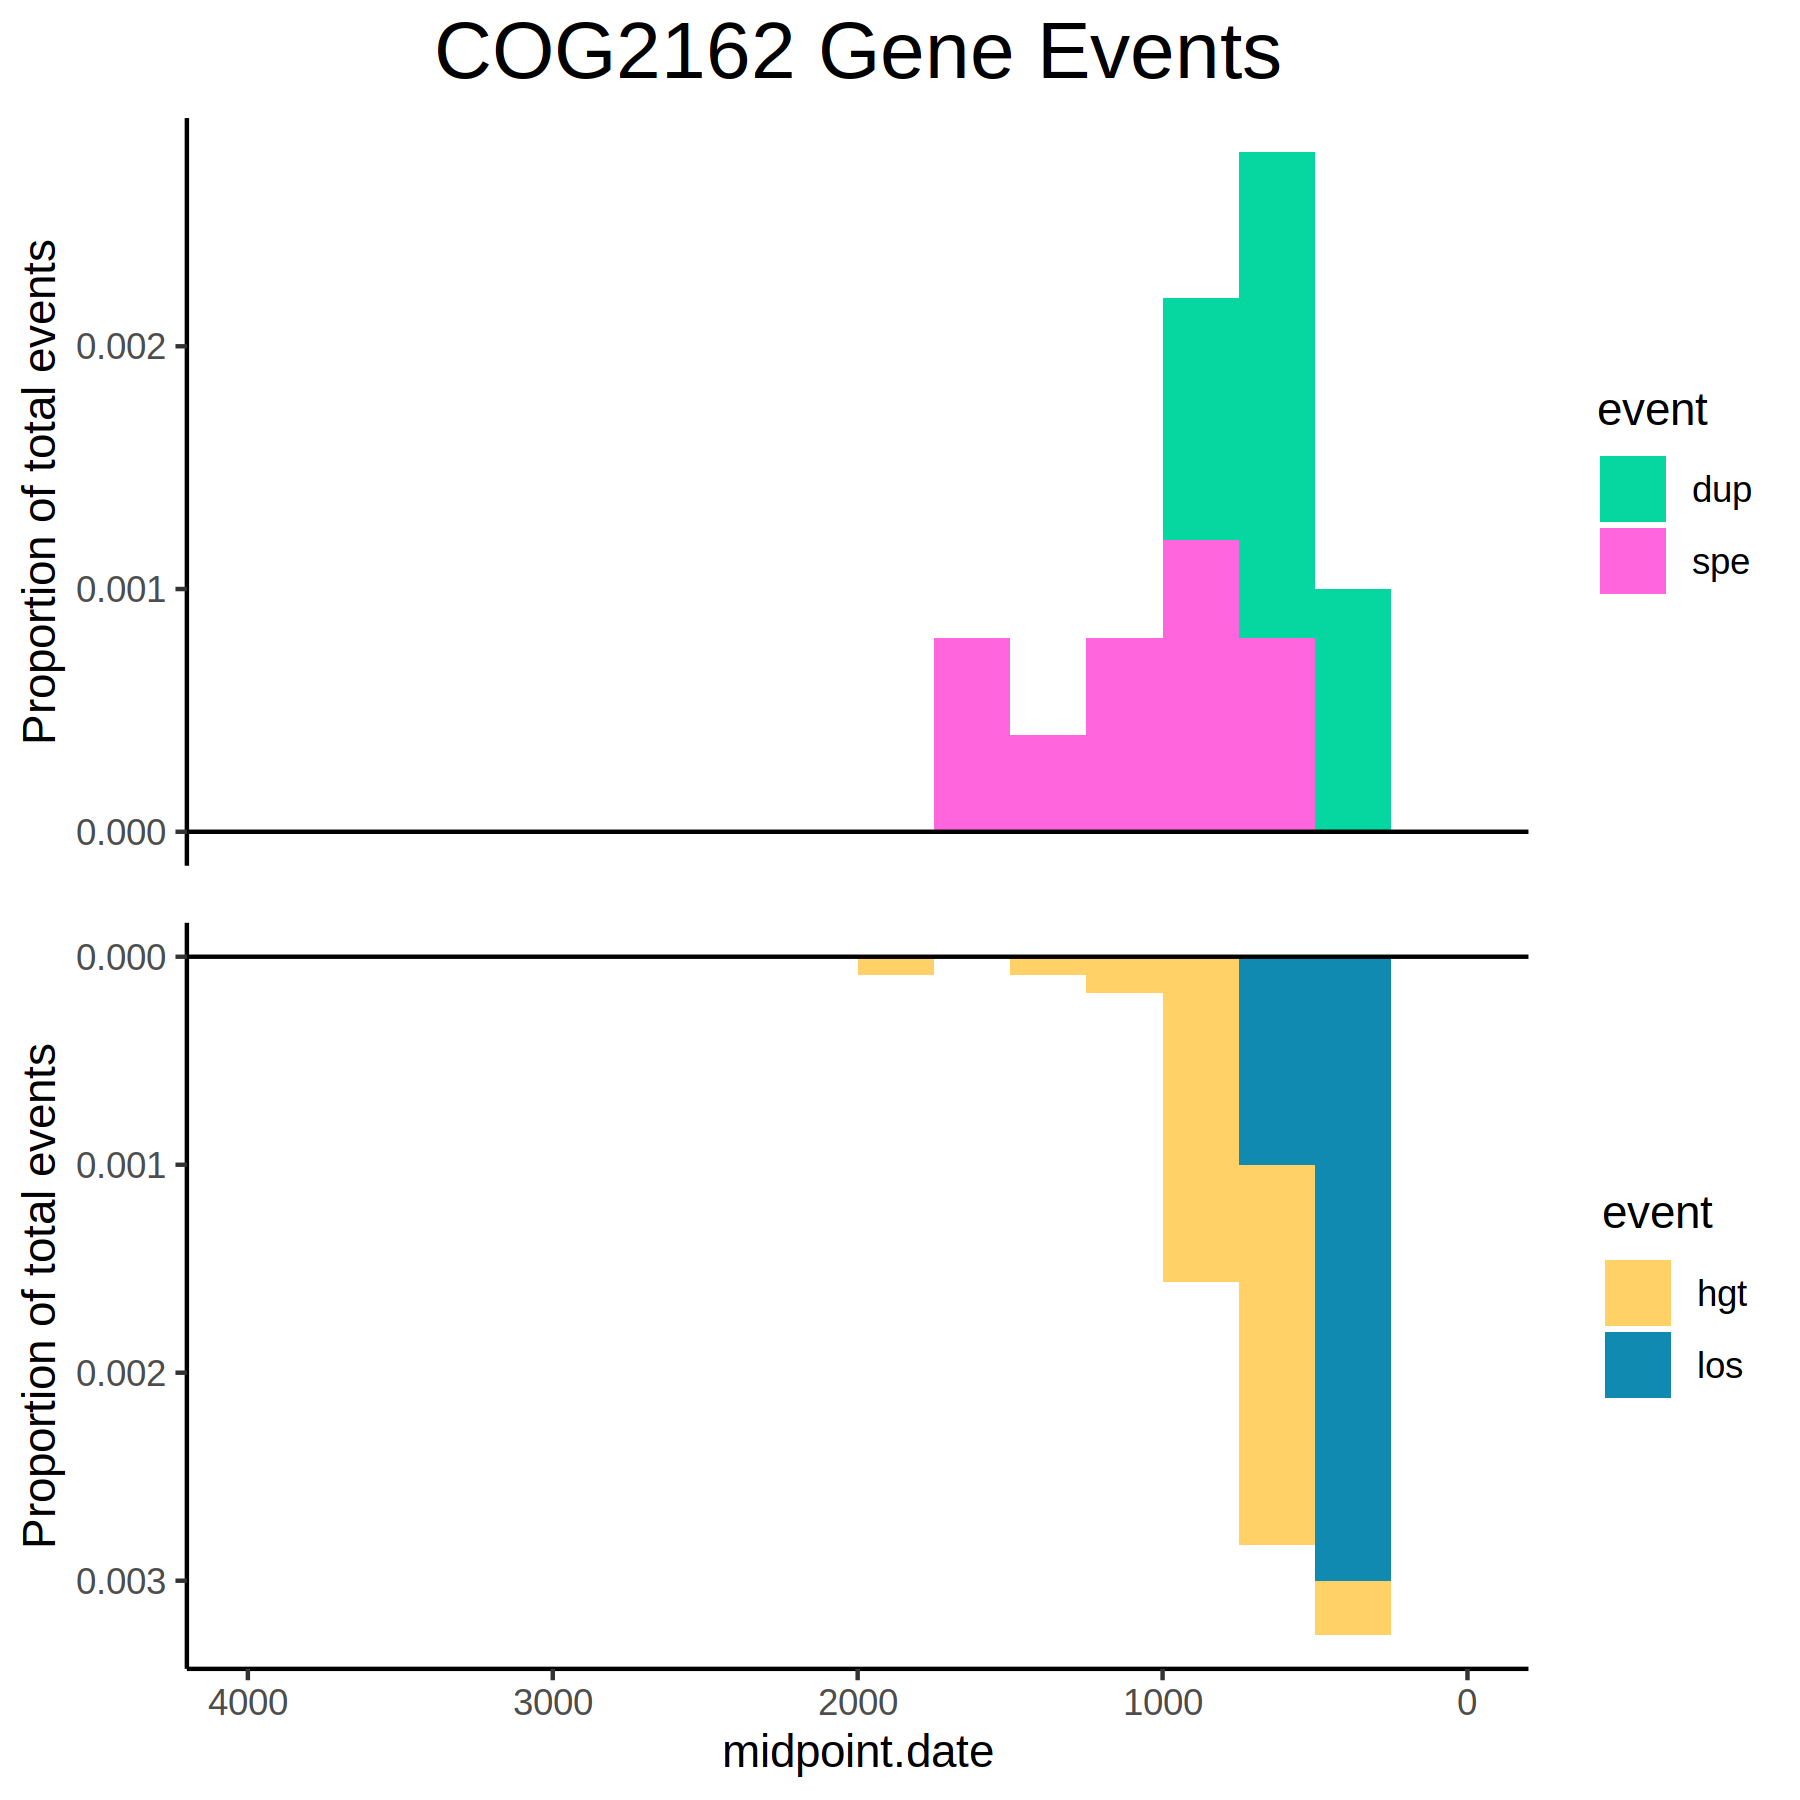 COG2162 Gene Events
Proportion of total events
0.002
0.001
0.000
event
dup
spe
Proportion of total events
0.000
0.001
0.002
0.003
event
hgt
los
4000 3000 2000 1000 0
midpoint.date